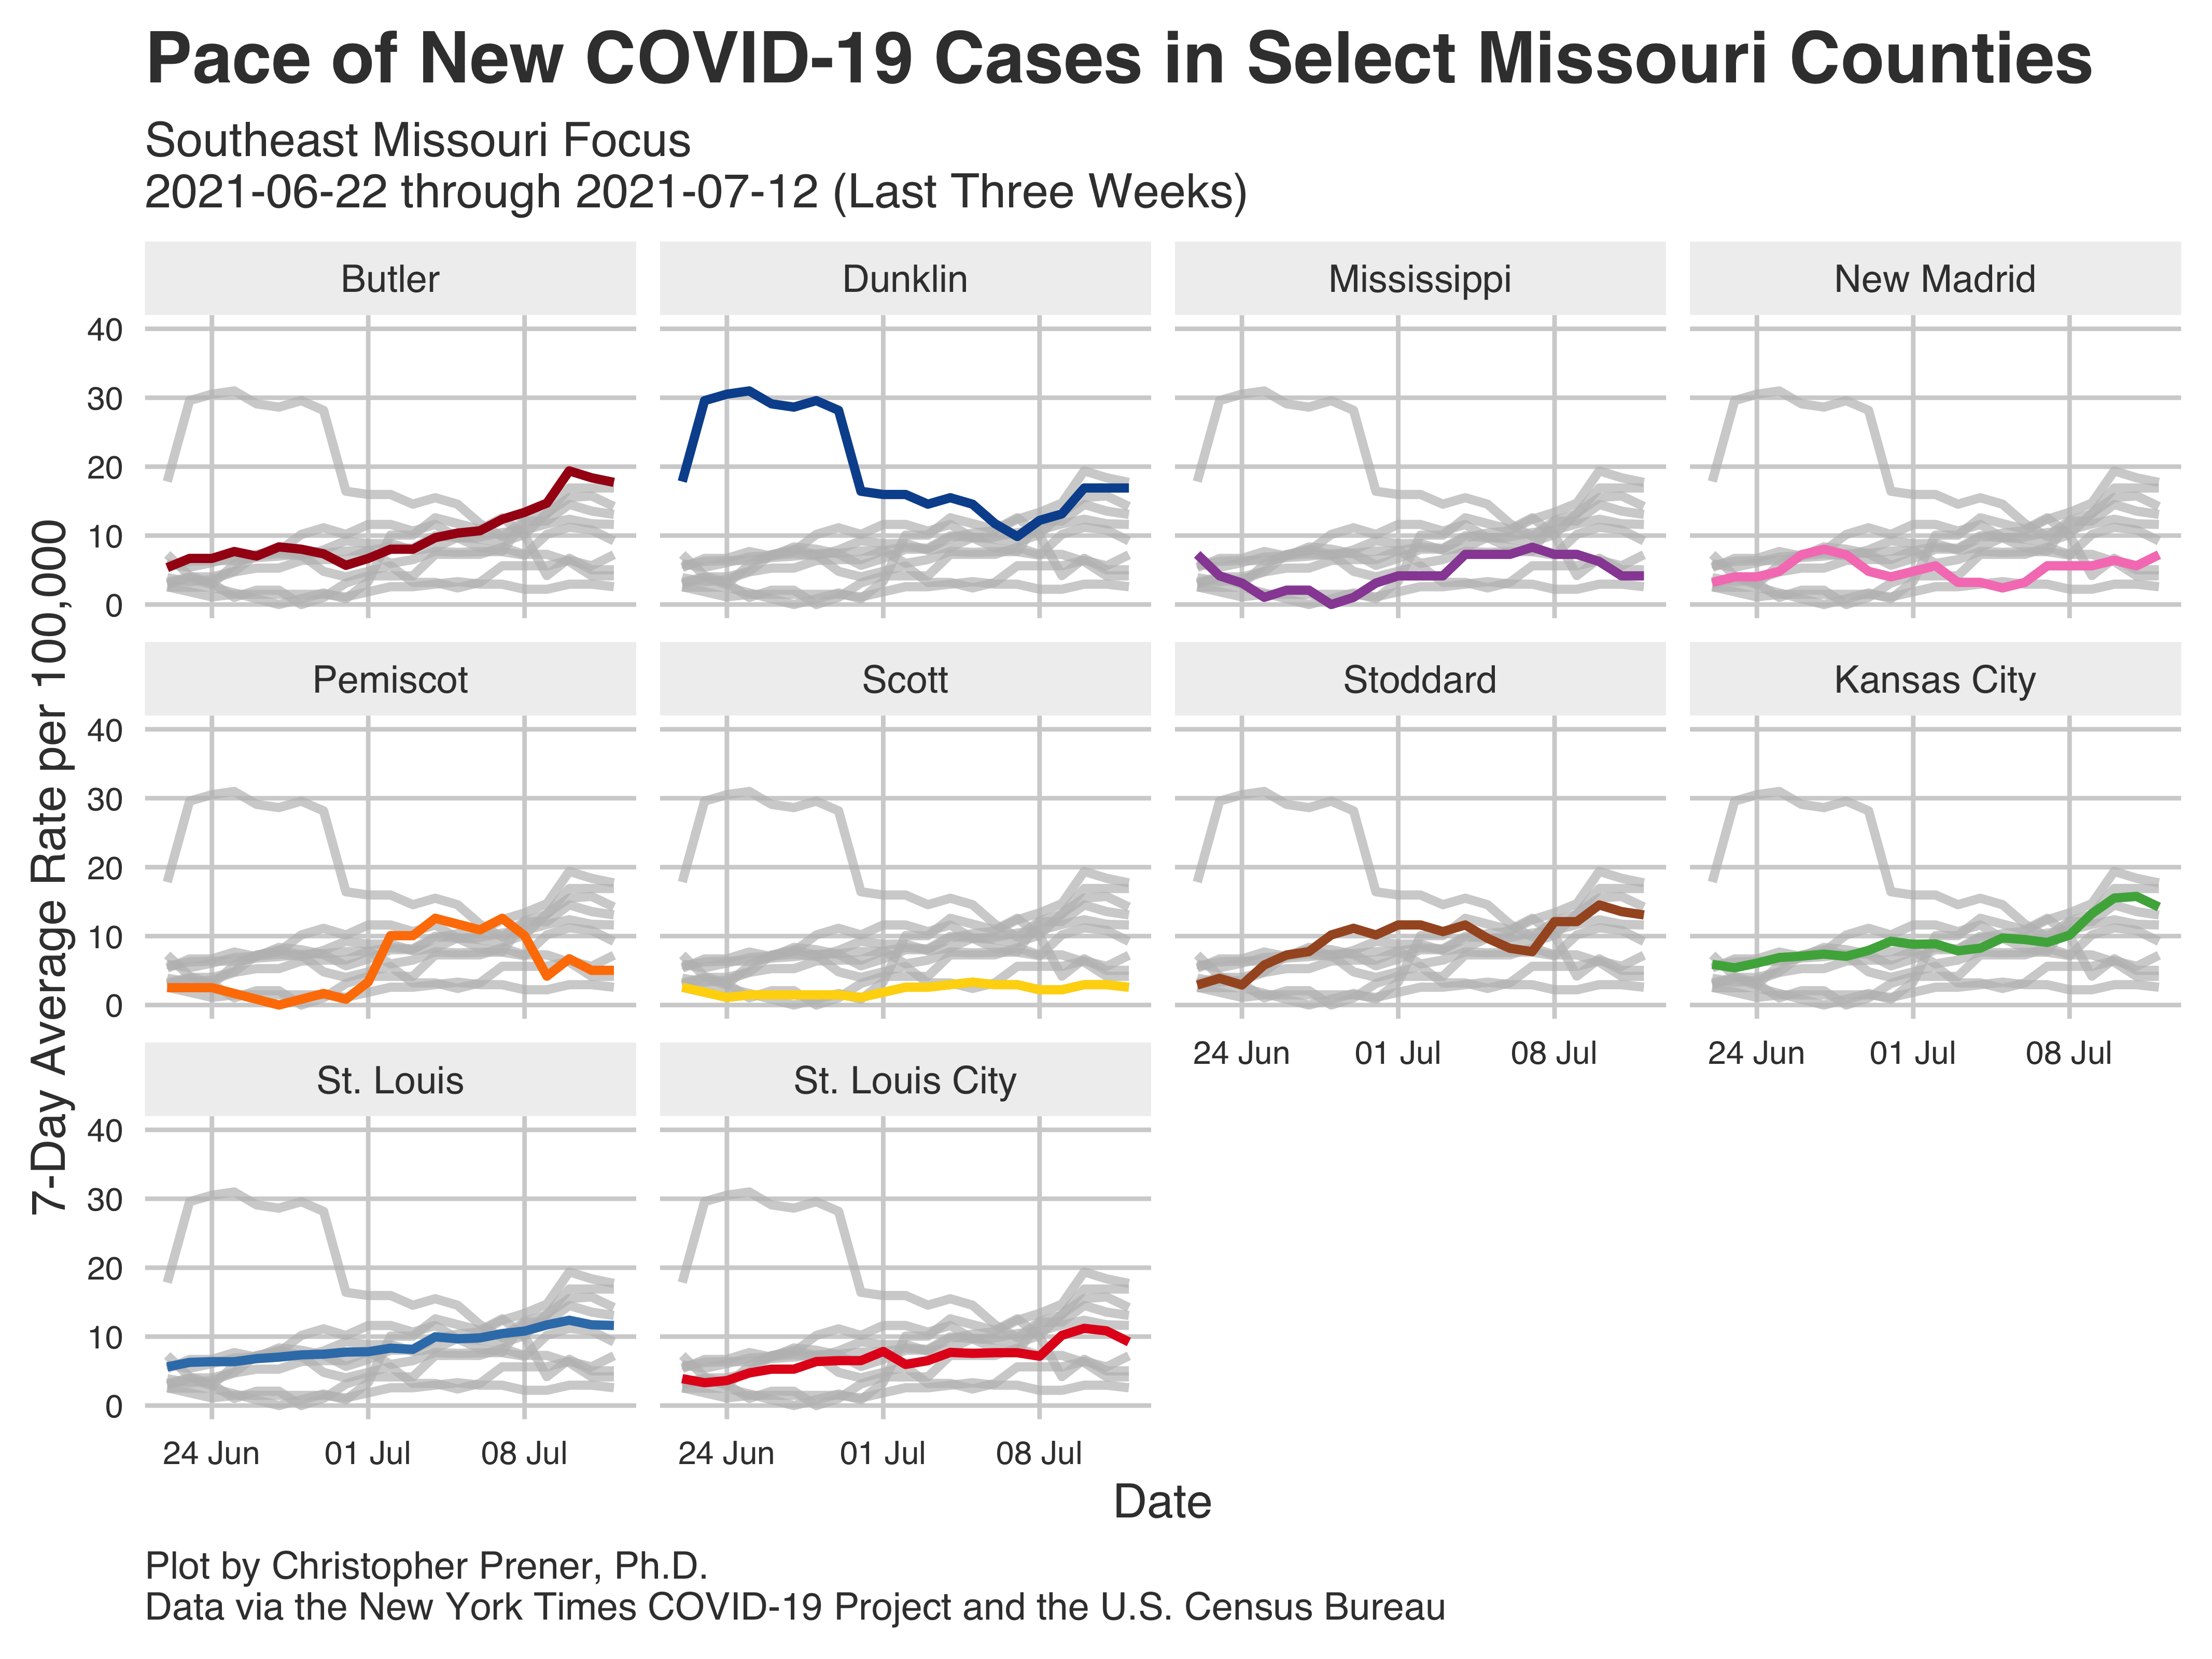 Pace of New COVID-19 Cases in Select Missouri Counties
Southeast Missouri Focus
2021-06-22 through 2021-07-12 (Last Three Weeks)
Butler
Dunklin
Mississippi
New Madrid
40
30
20
10
0
Pemiscot
Scott
Stoddard
Kansas City
40
30
20
10
0
24 Jun
01 Jul
08 Jul
24 Jun
01 Jul
08 Jul
St. Louis
St. Louis City
40
30
20
10
0
24 Jun
01 Jul
08 Jul
24 Jun
01 Jul
08 Jul
7-Day Average Rate per 100,000
Date
Plot by Christopher Prener, Ph.D.
Data via the New York Times COVID-19 Project and the U.S. Census Bureau